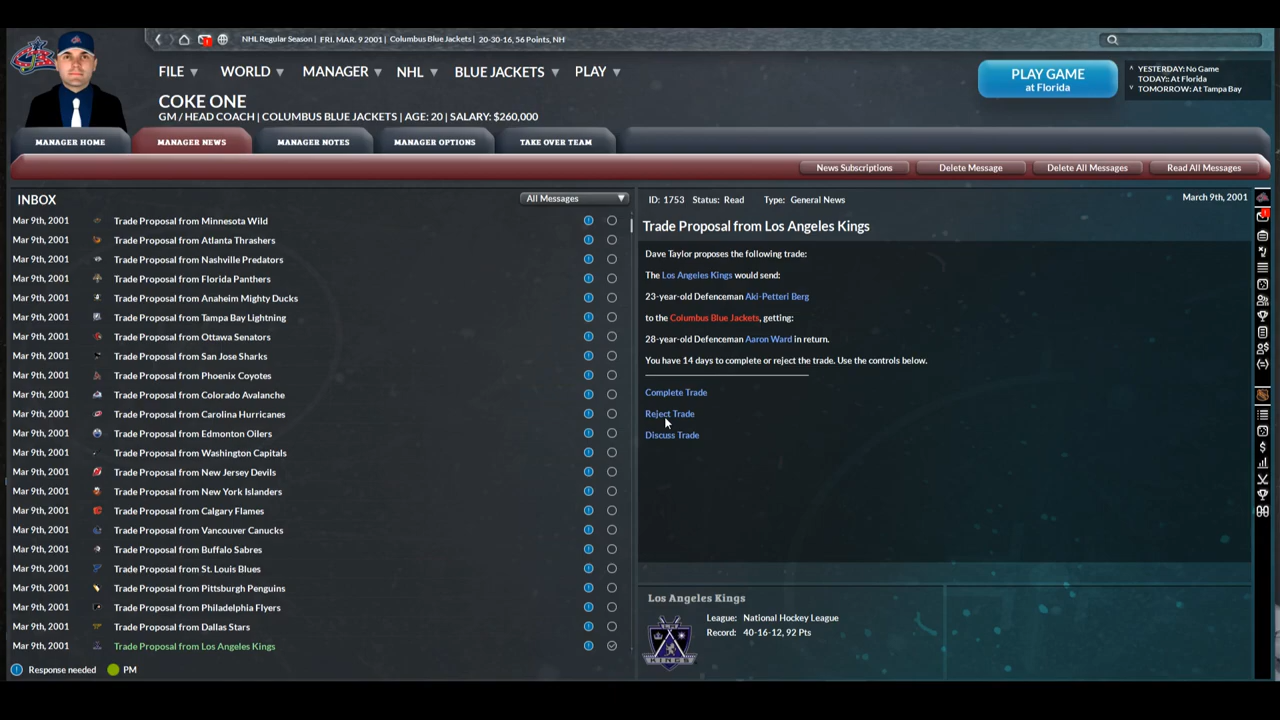 NHL Regular Season | FRI. MAR. 9 2001 | Columbus Blue Jackets | 20-30-16, 56 Points, NH
FILE WORLD MANAGER NHL BLUE JACKETS PLAY
PLAY GAME
at Florida
YESTERDAY: No Game
TODAY:: At Florida
TOMORROW: At Tampa Bay
COKE ONE
GM / HEAD COACH | COLUMBUS BLUE JACKETS | AGE: 20 | SALARY: $260,000
MANAGER HOME MANAGER NEWS MANAGER NOTES MANAGER OPTIONS TAKE OVER TEAM
News Subscriptions Delete Message Delete All Messages Read All Messages
INBOX All Messages
Mar 9th, 2001 Trade Proposal from Minnesota Wild
Mar 9th, 2001 Trade Proposal from Atlanta Thrashers
Mar 9th, 2001 Trade Proposal from Nashville Predators
Mar 9th, 2001 Trade Proposal from Florida Panthers
Mar 9th, 2001 Trade Proposal from Anaheim Mighty Ducks
Mar 9th, 2001 Trade Proposal from Tampa Bay Lightning
Mar 9th, 2001 Trade Proposal from Ottawa Senators
Mar 9th, 2001 Trade Proposal from San Jose Sharks
Mar 9th, 2001 Trade Proposal from Phoenix Coyotes
Mar 9th, 2001 Trade Proposal from Colorado Avalanche
Mar 9th, 2001 Trade Proposal from Carolina Hurricanes
Mar 9th, 2001 Trade Proposal from Edmonton Oilers
Mar 9th, 2001 Trade Proposal from Washington Capitals
Mar 9th, 2001 Trade Proposal from New Jersey Devils
Mar 9th, 2001 Trade Proposal from New York Islanders
Mar 9th, 2001 Trade Proposal from Calgary Flames
Mar 9th, 2001 Trade Proposal from Vancouver Canucks
Mar 9th, 2001 Trade Proposal from Buffalo Sabres
Mar 9th, 2001 Trade Proposal from St. Louis Blues
Mar 9th, 2001 Trade Proposal from Pittsburgh Penguins
Mar 9th, 2001 Trade Proposal from Philadelphia Flyers
Mar 9th, 2001 Trade Proposal from Dallas Stars
Mar 9th, 2001 Trade Proposal from Los Angeles Kings
Response needed PM
ID: 1753 Status: Read Type: General News March 9th, 2001
Trade Proposal from Los Angeles Kings
Dave Taylor proposes the following trade:
The Los Angeles Kings would send:
23-year-old Defenceman Aki-Petteri Berg
to the Columbus Blue Jackets, getting:
28-year-old Defenceman Aaron Ward in return.
You have 14 days to complete or reject the trade. Use the controls below.
Complete Trade
Reject Trade
Discuss Trade
Los Angeles Kings
League: National Hockey League
Record: 40-16-12, 92 Pts
KINGS